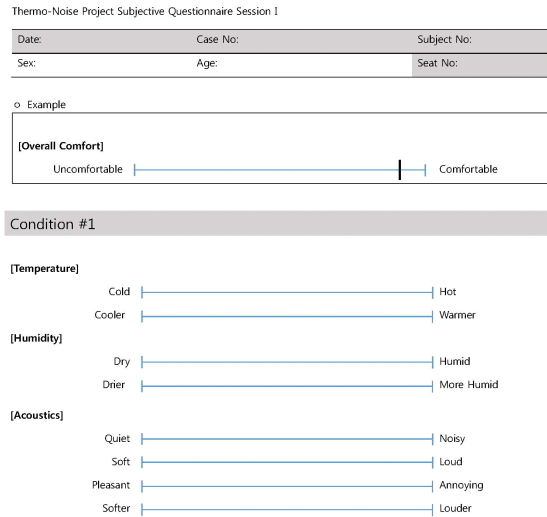 Thermo-Noise Project Subjective Questionnaire Session I
Date: Case No: Subject No:
Sex: Age: Seat No:
o Example
[Overall Comfort]
Uncomfortable Comfortable
Condition #1
[Temperature]
Cold Hot
Cooler Warmer
[Humidity]
Dry Humid
Drier More Humid
[Acoustics]
Quiet Noisy
Soft Loud
Pleasant Annoying
Softer Louder